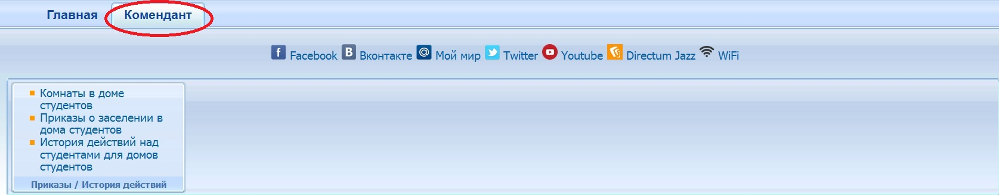 Главная Комендант
Facebook Вконтакте Мой мир Twitter Youtube Directum Jazz WiFi
Комнаты в доме
студентов
Приказы о заселении в
дома студентов
История действий над
студентами для домов
студентов
Приказы / История действий